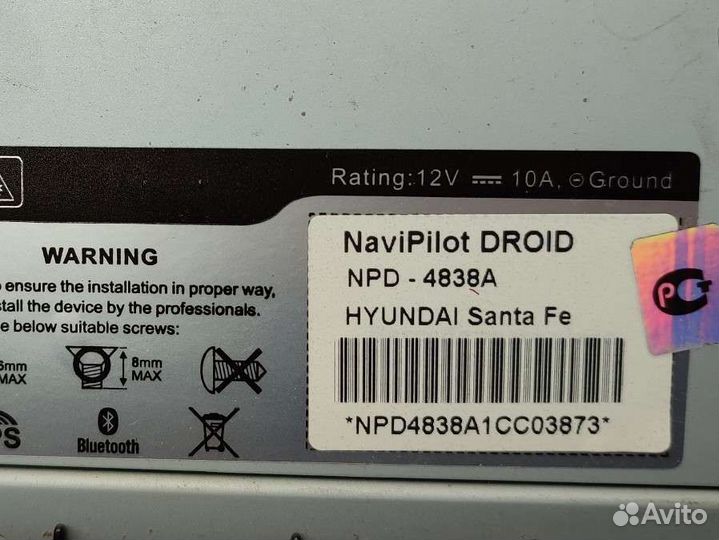 Rating:12V ⎓ 10A, ⊖Ground
WARNING
o ensure the installation in proper way,
stall the device by the professionals.
e below suitable screws:
MAX
8mm
MAX
PS
Bluetooth
NaviPilot DROID
NPD - 4838A
HYUNDAI Santa Fe
*NPD4838A1CC03873*
РСТ
Avito